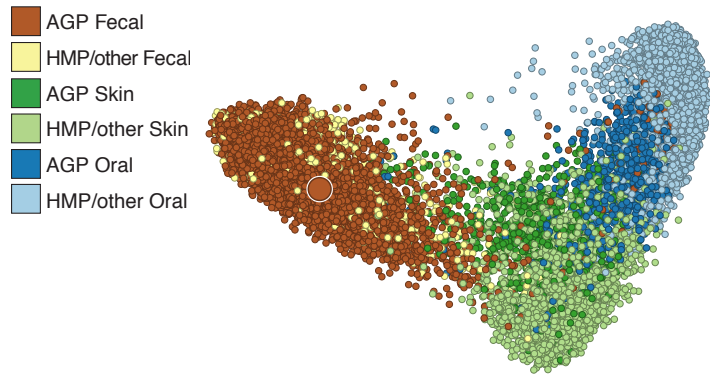 AGP Fecal
HMP/other Fecal
AGP Skin
HMP/other Skin
AGP Oral
HMP/other Oral